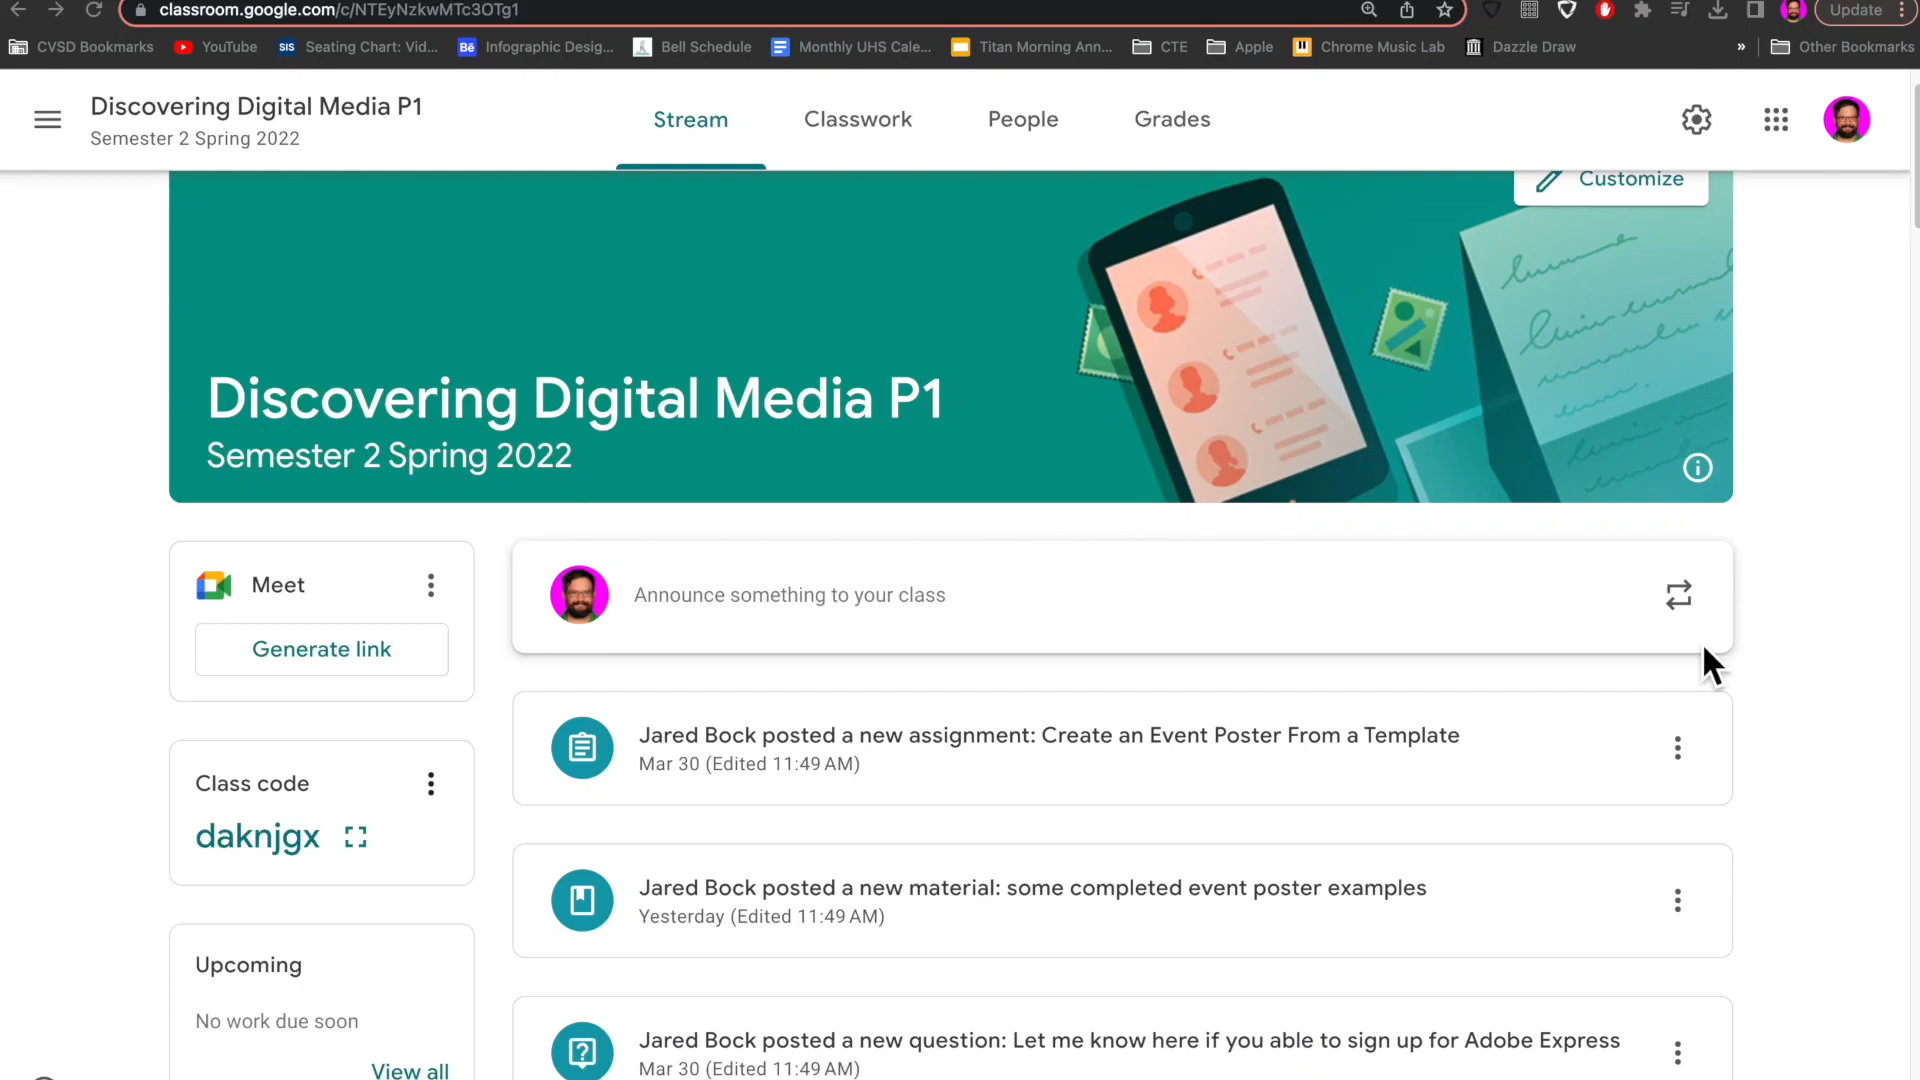 classroom.google.com/c/NTEyNzkwMTc3OTg1
Update
CVSD Bookmarks
YouTube
SIS
Seating Chart: Vid...
Bē
Infographic Desig...
Bell Schedule
Monthly UHS Cale...
Titan Morning Ann...
CTE
Apple
Chrome Music Lab
Dazzle Draw
»
Other Bookmarks
Discovering Digital Media P1
Semester 2 Spring 2022
Stream
Classwork
People
Grades
Customize
Discovering Digital Media P1
Semester 2 Spring 2022
Meet
Generate link
Announce something to your class
Class code
daknjgx
Jared Bock posted a new assignment: Create an Event Poster From a Template
Mar 30 (Edited 11:49 AM)
Jared Bock posted a new material: some completed event poster examples
Yesterday (Edited 11:49 AM)
Upcoming
No work due soon
View all
Jared Bock posted a new question: Let me know here if you able to sign up for Adobe Express
Mar 30 (Edited 11:49 AM)